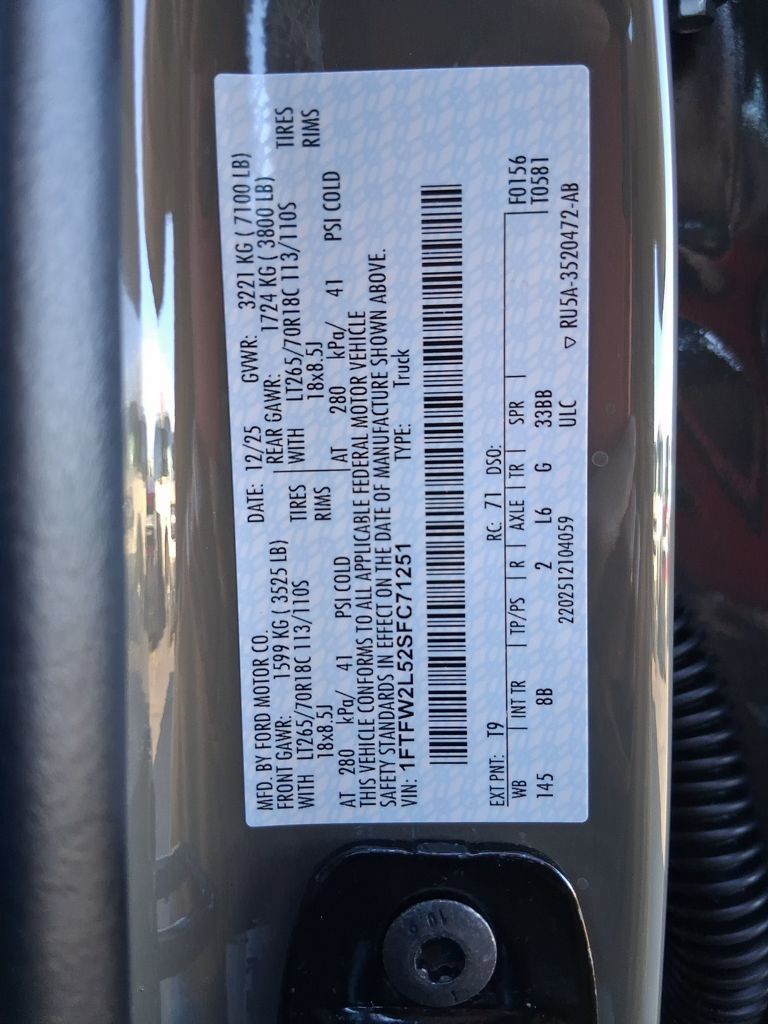 MFD. BY FORD MOTOR CO.
DATE: 12/25 GVWR: 3221 KG ( 7100 LB)
FRONT GAWR: 1599 KG ( 3525 LB) REAR GAWR: 1724 KG ( 3800 LB)
WITH LT265/70R18C 113/110S TIRES WITH LT265/70R18C 113/110S TIRES
18x8.5J RIMS 18x8.5J RIMS
AT 280 kPa/ 41 PSI COLD AT 280 kPa/ 41 PSI COLD
THIS VEHICLE CONFORMS TO ALL APPLICABLE FEDERAL MOTOR VEHICLE
SAFETY STANDARDS IN EFFECT ON THE DATE OF MANUFACTURE SHOWN ABOVE.
VIN: 1FTFW2L52SFC71251 TYPE: Truck
EXT PNT: T9 RC: 71 DSO:
WB INT TR TP/PS R AXLE TR SPR F0156
145 8B 2 L6 G 33BB T0581
2202512104059 ULC ▽ RU5A-3520472-AB
10.9